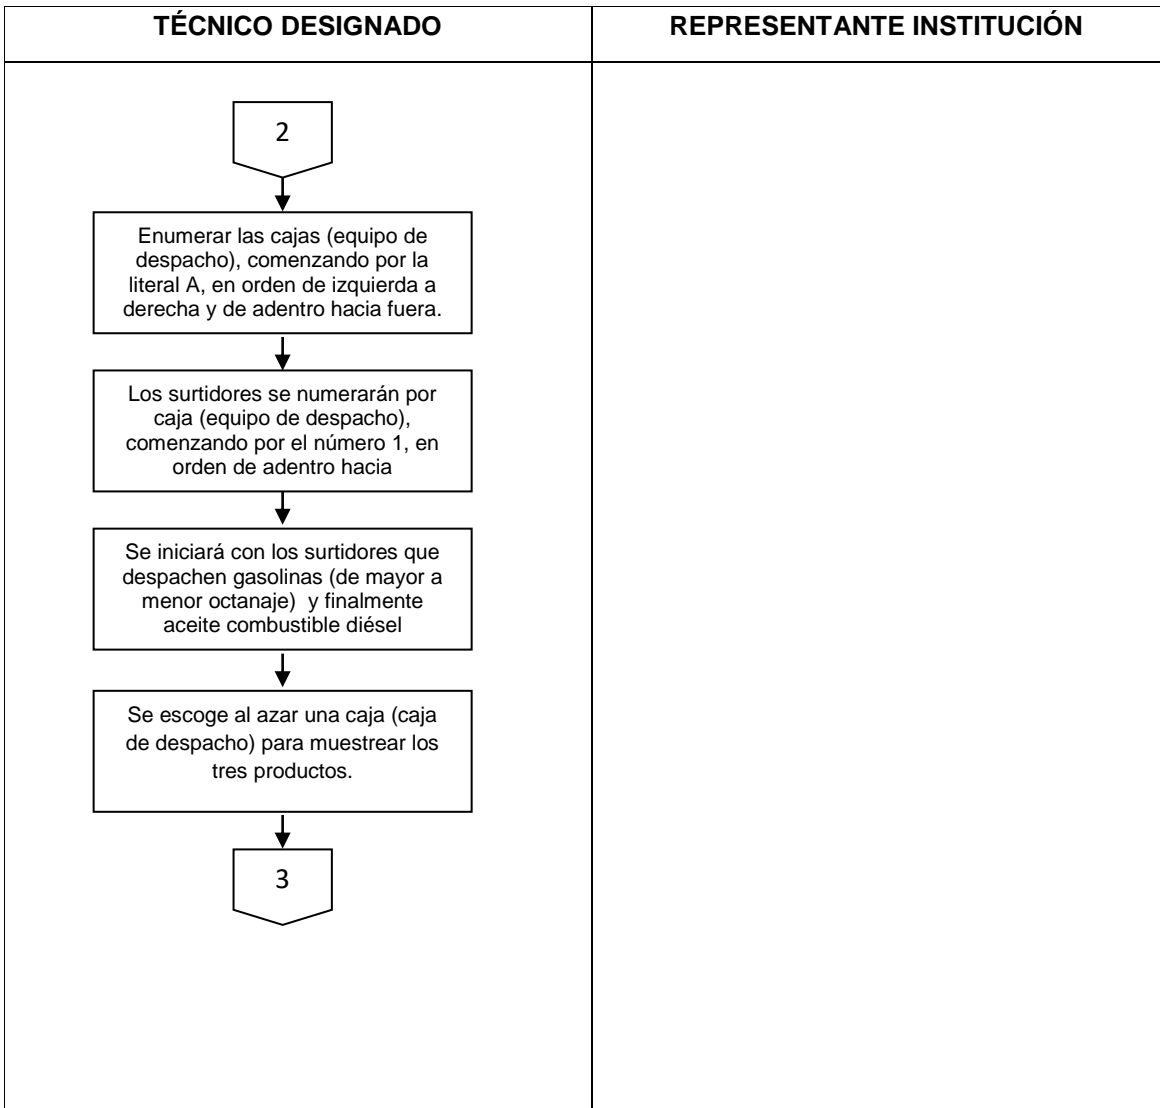 TÉCNICO DESIGNADO
REPRESENTANTE INSTITUCIÓN
2
Enumerar las cajas (equipo de
despacho), comenzando por la
literal A, en orden de izquierda a
derecha y de adentro hacia fuera.
Los surtidores se numerarán por
caja (equipo de despacho),
comenzando por el número 1, en
orden de adentro hacia
Se iniciará con los surtidores que
despachen gasolinas (de mayor a
menor octanaje)  y finalmente
aceite combustible diésel
Se escoge al azar una caja (caja
de despacho) para muestrear los
tres productos.
3